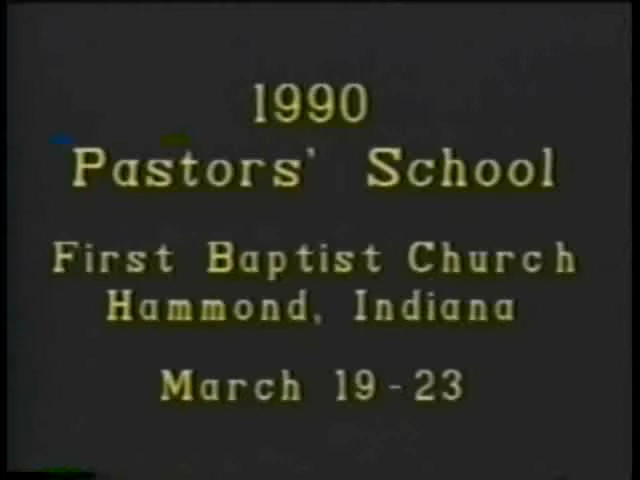 1990
Pastors' School
First Baptist Church
Hammond, Indiana
March 19-23